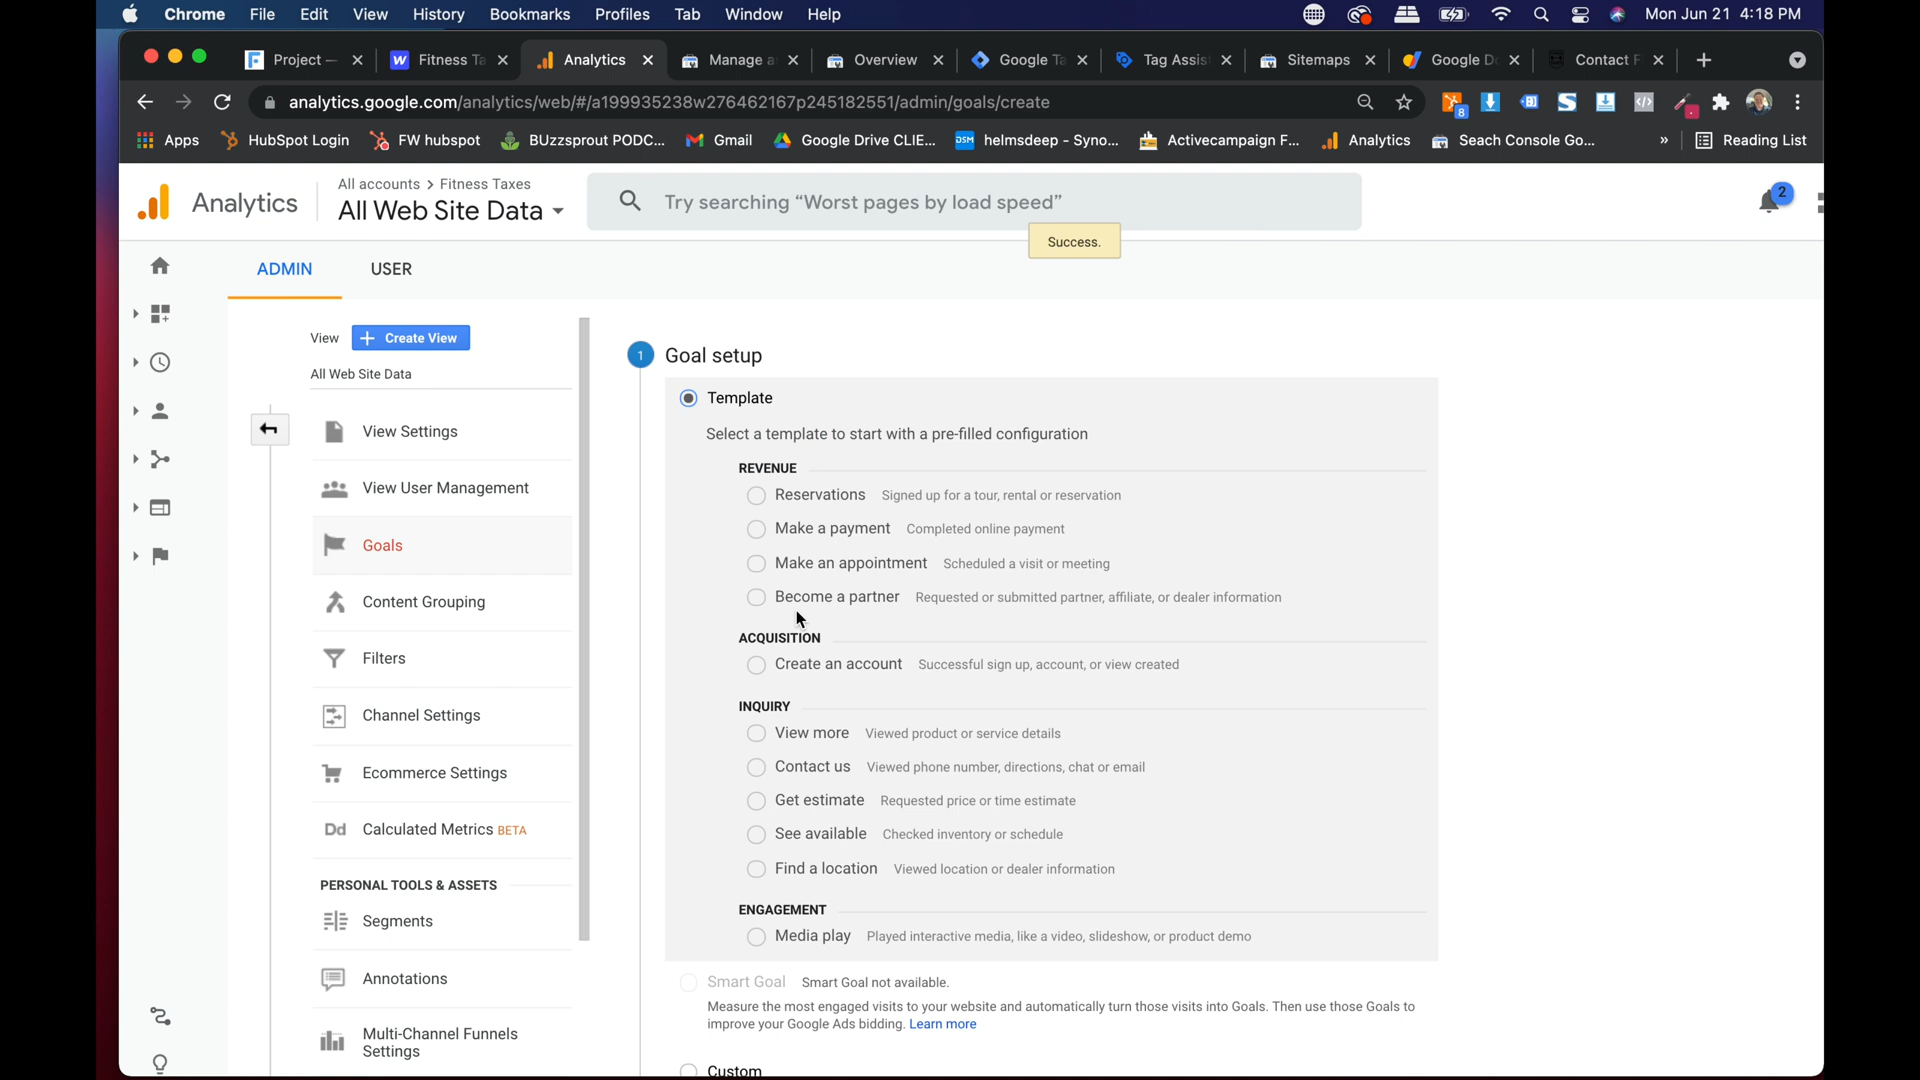 Chrome File Edit View History Bookmarks Profiles Tab Window Help Mon Jun 21 4:18 PM
Project — Fitness Ta Analytics Manage a Overview Google Ta Tag Assis Sitemaps Google D Contact F
analytics.google.com/analytics/web/#/a199935238w276462167p245182551/admin/goals/create
8
Apps HubSpot Login FW hubspot BUzzsprout PODC... Gmail Google Drive CLIE... DSM helmsdeep - Syno... Activecampaign F... Analytics Seach Console Go... » Reading List
Analytics
All accounts > Fitness Taxes
All Web Site Data
Try searching “Worst pages by load speed”
2
Success.
ADMIN USER
View + Create View
All Web Site Data
View Settings
View User Management
Goals
Content Grouping
Filters
Channel Settings
Ecommerce Settings
Dd Calculated Metrics BETA
PERSONAL TOOLS & ASSETS
Segments
Annotations
Multi-Channel Funnels
Settings
1 Goal setup
Template
Select a template to start with a pre-filled configuration
REVENUE
Reservations Signed up for a tour, rental or reservation
Make a payment Completed online payment
Make an appointment Scheduled a visit or meeting
Become a partner Requested or submitted partner, affiliate, or dealer information
ACQUISITION
Create an account Successful sign up, account, or view created
INQUIRY
View more Viewed product or service details
Contact us Viewed phone number, directions, chat or email
Get estimate Requested price or time estimate
See available Checked inventory or schedule
Find a location Viewed location or dealer information
ENGAGEMENT
Media play Played interactive media, like a video, slideshow, or product demo
Smart Goal Smart Goal not available.
Measure the most engaged visits to your website and automatically turn those visits into Goals. Then use those Goals to
improve your Google Ads bidding. Learn more
Custom